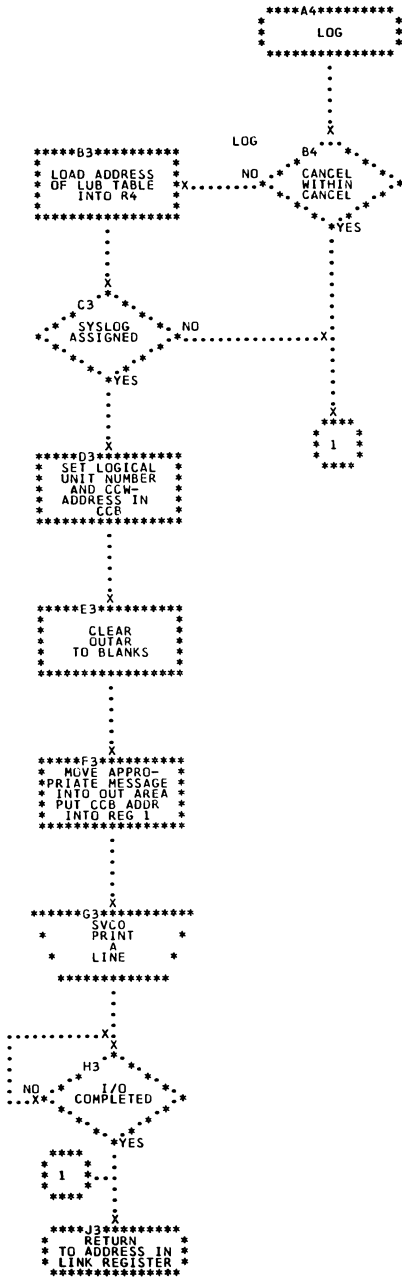 A4
LOG
LOG
B3
LOAD ADDRESS
OF LUB TABLE
INTO R4
NO
B4
CANCEL
WITHIN
CANCEL
YES
C3
SYSLOG
ASSIGNED
NO
YES
1
D3
SET LOGICAL
UNIT NUMBER
AND CCW-
ADDRESS IN
CCB
E3
CLEAR
OUTAR
TO BLANKS
F3
MOVE APPRO-
PRIATE MESSAGE
INTO OUT AREA
PUT CCB ADDR
INTO REG 1
G3
SVC0
PRINT
A
LINE
H3
NO
I/O
COMPLETED
YES
1
J3
RETURN
TO ADDRESS IN
LINK REGISTER